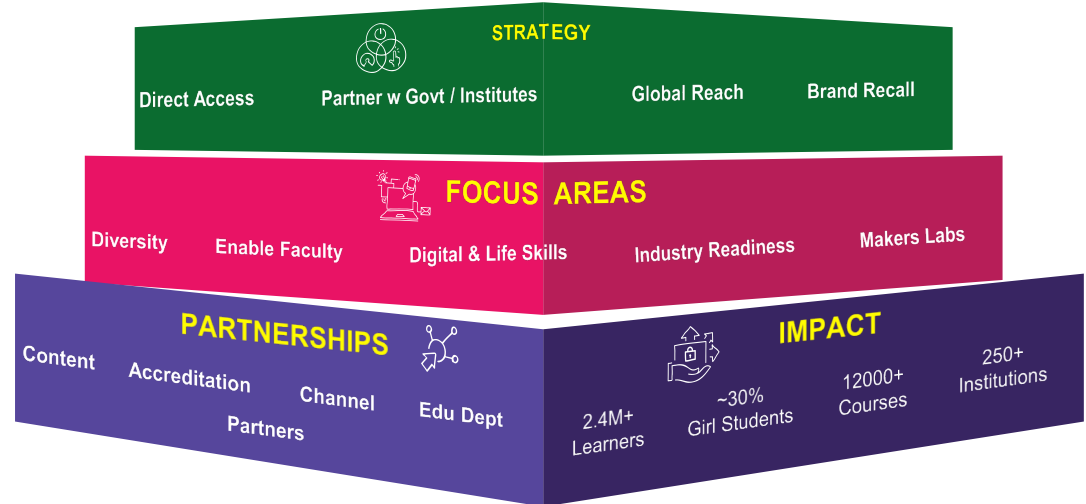 STRATEGY
Direct Access
Partner w Govt / Institutes
Global Reach
Brand Recall
FOCUS AREAS
Diversity
Enable Faculty
Digital & Life Skills
Industry Readiness
Makers Labs
PARTNERSHIPS
Content
Accreditation
Channel
Edu Dept
Partners
IMPACT
2.4M+
Learners
~30%
Girl Students
12000+
Courses
250+
Institutions